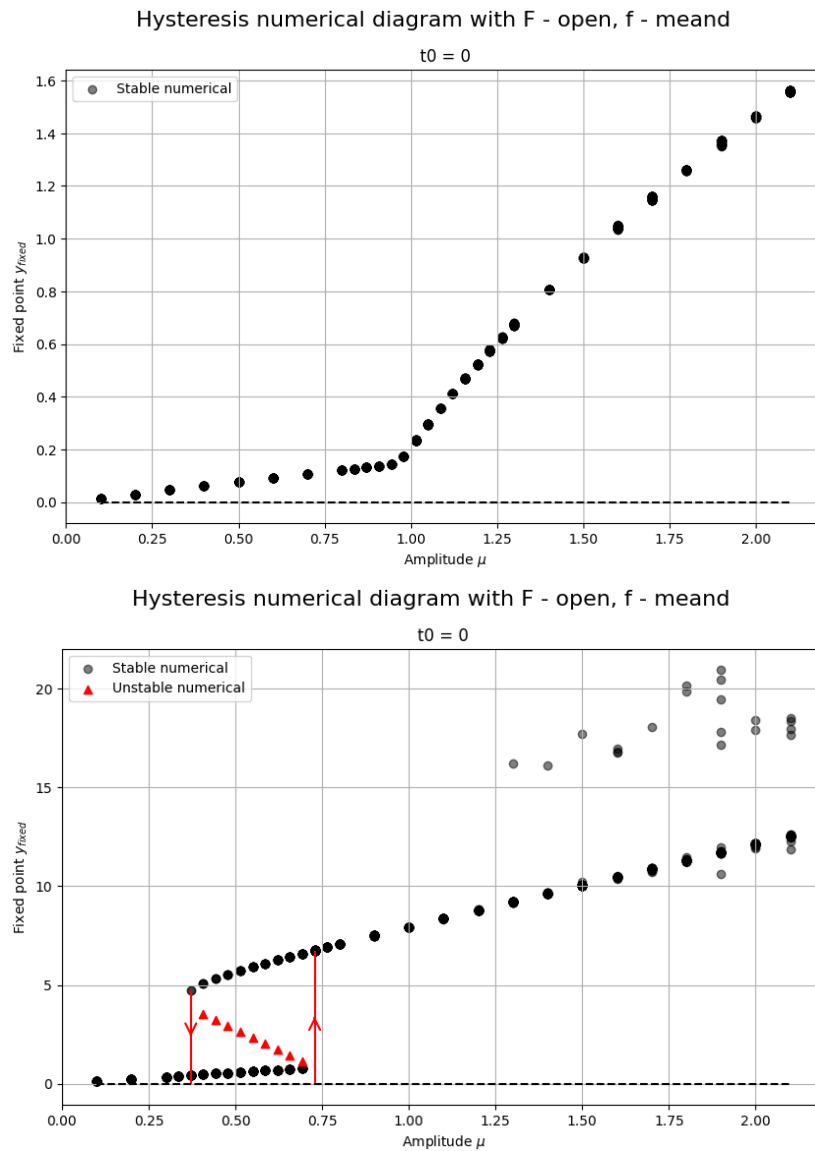 Hysteresis numerical diagram with F - open, f - meand
t0 = 0
Stable numerical
1.6
1.4
1.2
1.0
0.8
0.6
0.4
0.2
0.0
Fixed point y_fixed
0.00 0.25 0.50 0.75 1.00 1.25 1.50 1.75 2.00
Amplitude μ
Hysteresis numerical diagram with F - open, f - meand
t0 = 0
Stable numerical
Unstable numerical
20
15
10
5
0
Fixed point y_fixed
0.00 0.25 0.50 0.75 1.00 1.25 1.50 1.75 2.00
Amplitude μ